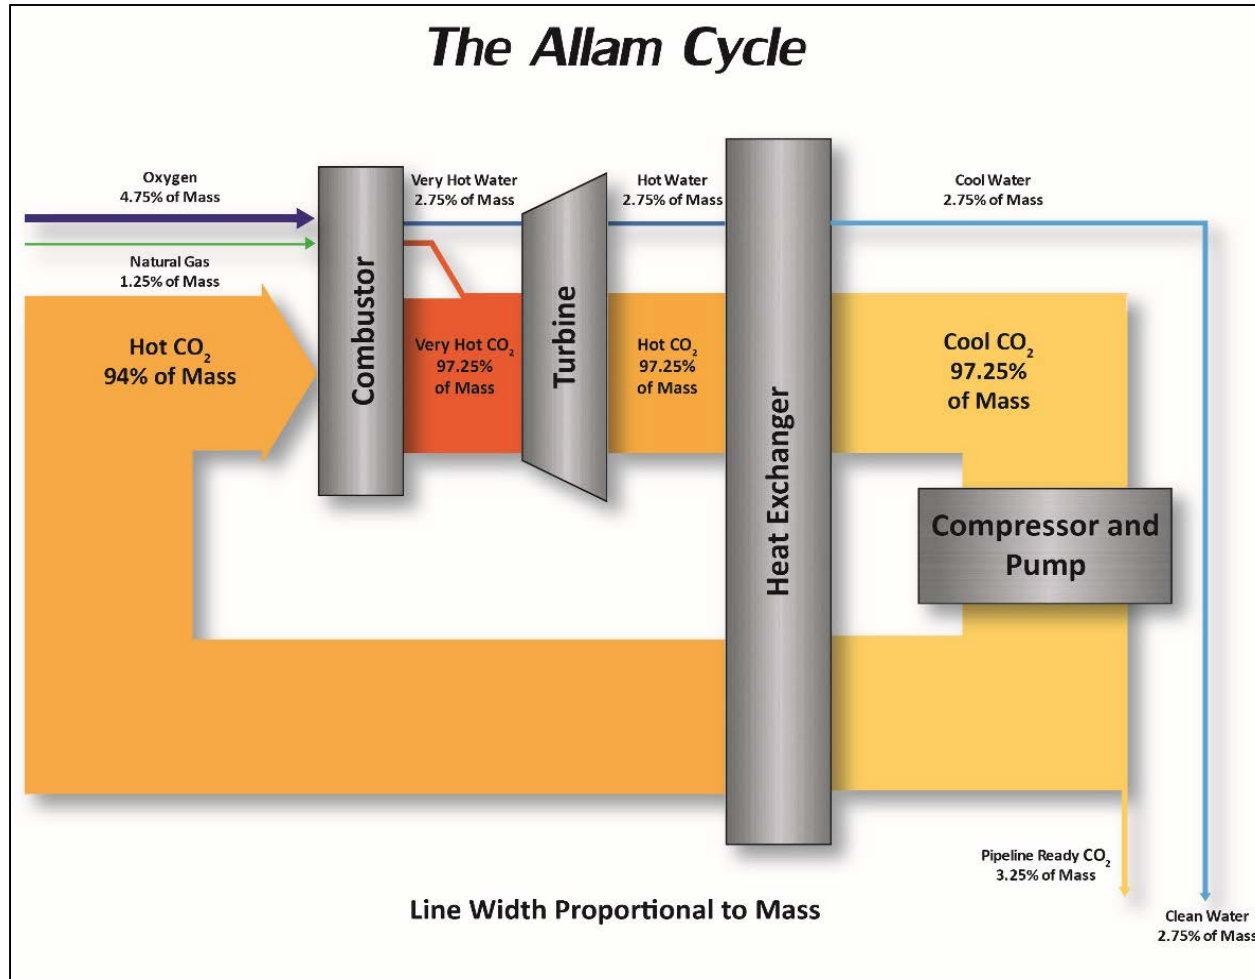 The Allam Cycle
Oxygen
4.75% of Mass
Very Hot Water
2.75% of Mass
Hot Water
2.75% of Mass
Cool Water
2.75% of Mass
Natural Gas
1.25% of Mass
Hot CO₂
94% of Mass
Combustor
Very Hot CO₂
97.25%
of Mass
Turbine
Hot CO₂
97.25%
of Mass
Heat Exchanger
Cool CO₂
97.25%
of Mass
Compressor and
Pump
Pipeline Ready CO₂
3.25% of Mass
Clean Water
2.75% of Mass
Line Width Proportional to Mass